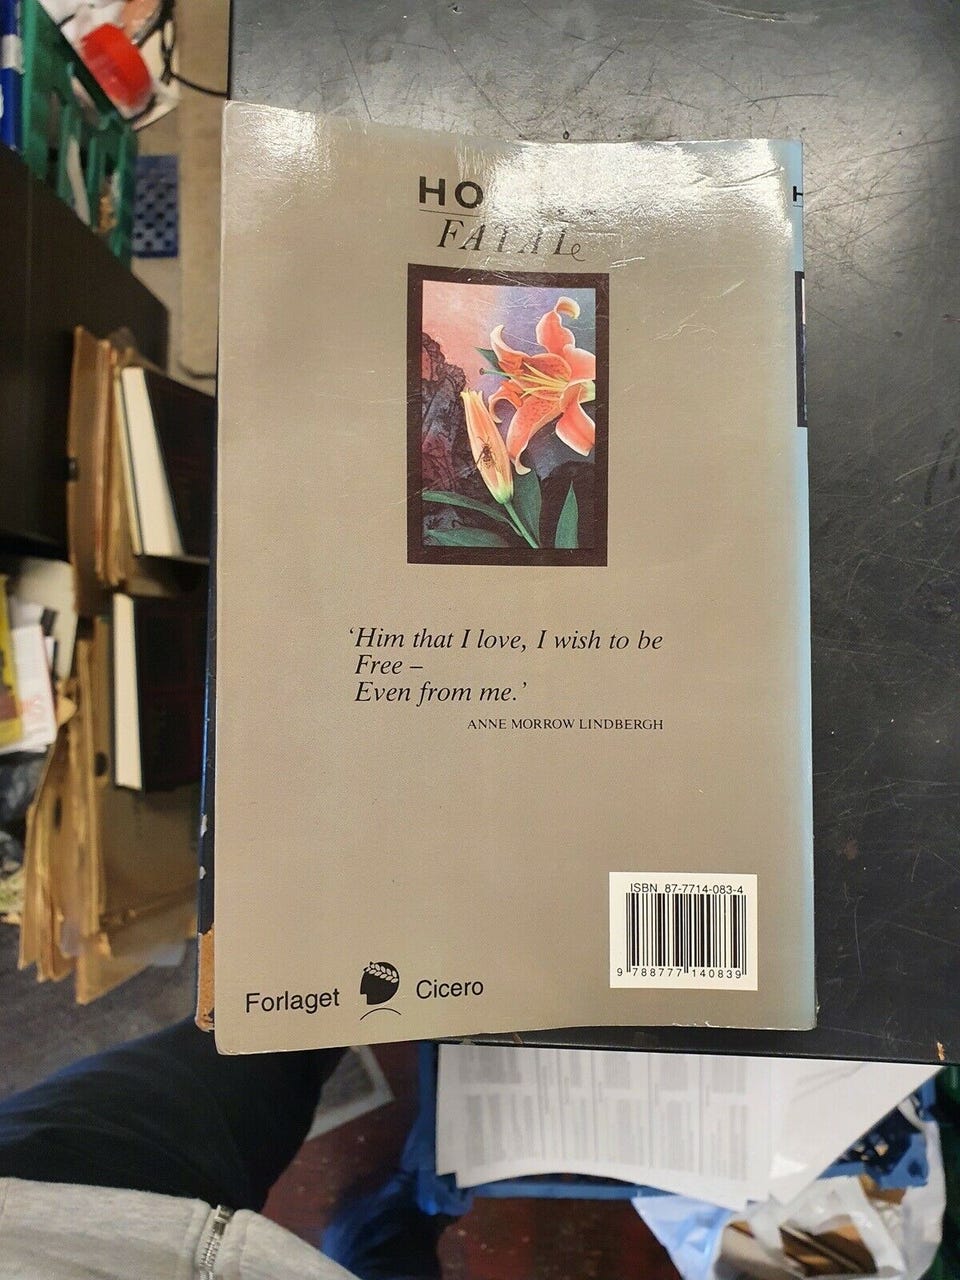 FATAL
‘Him that I love, I wish to be
Free –
Even from me.’
ANNE MORROW LINDBERGH
ISBN 87-7714-083-4
9 788777 140839
Forlaget Cicero